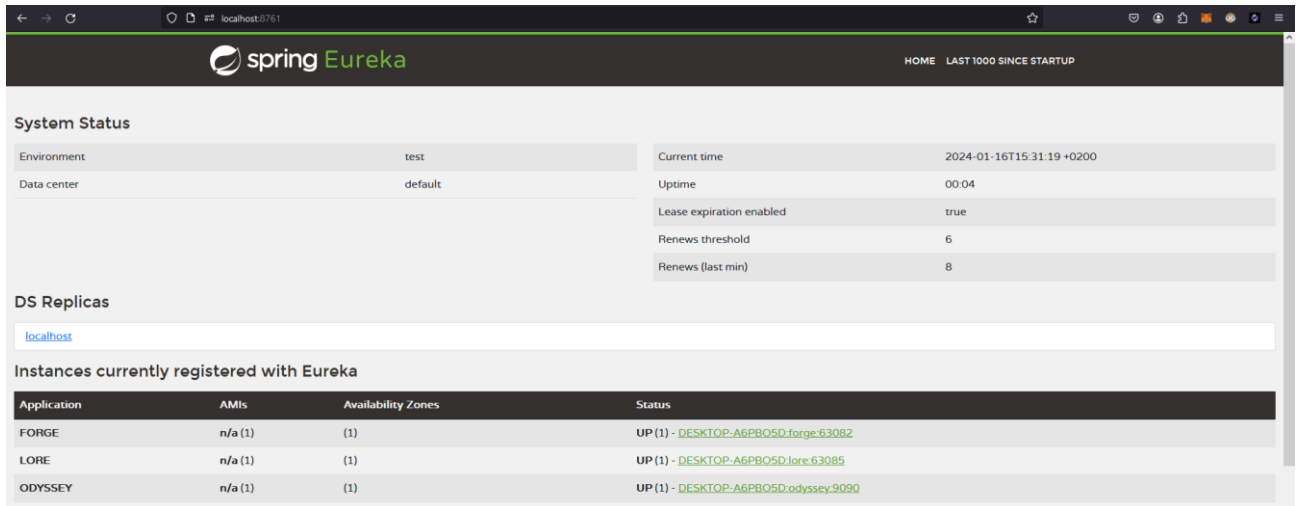 localhost:8761
spring Eureka
HOME LAST 1000 SINCE STARTUP
System Status
Environment test
Data center default
Current time 2024-01-16T15:31:19 +0200
Uptime 00:04
Lease expiration enabled true
Renews threshold 6
Renews (last min) 8
DS Replicas
localhost
Instances currently registered with Eureka
Application AMIs Availability Zones Status
FORGE n/a (1) (1) UP (1) - DESKTOP-A6PBO5D:forge:63082
LORE n/a (1) (1) UP (1) - DESKTOP-A6PBO5D:lore:63085
ODYSSEY n/a (1) (1) UP (1) - DESKTOP-A6PBO5D:odyssey:9090